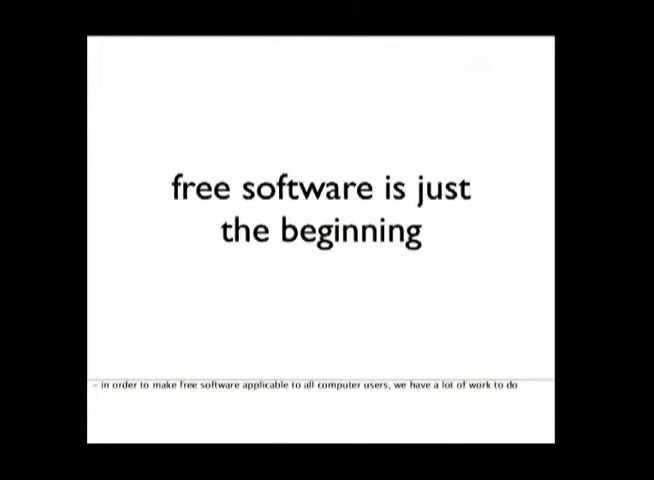 free software is just
the beginning
– in order to make free software applicable to all computer users, we have a lot of work to do